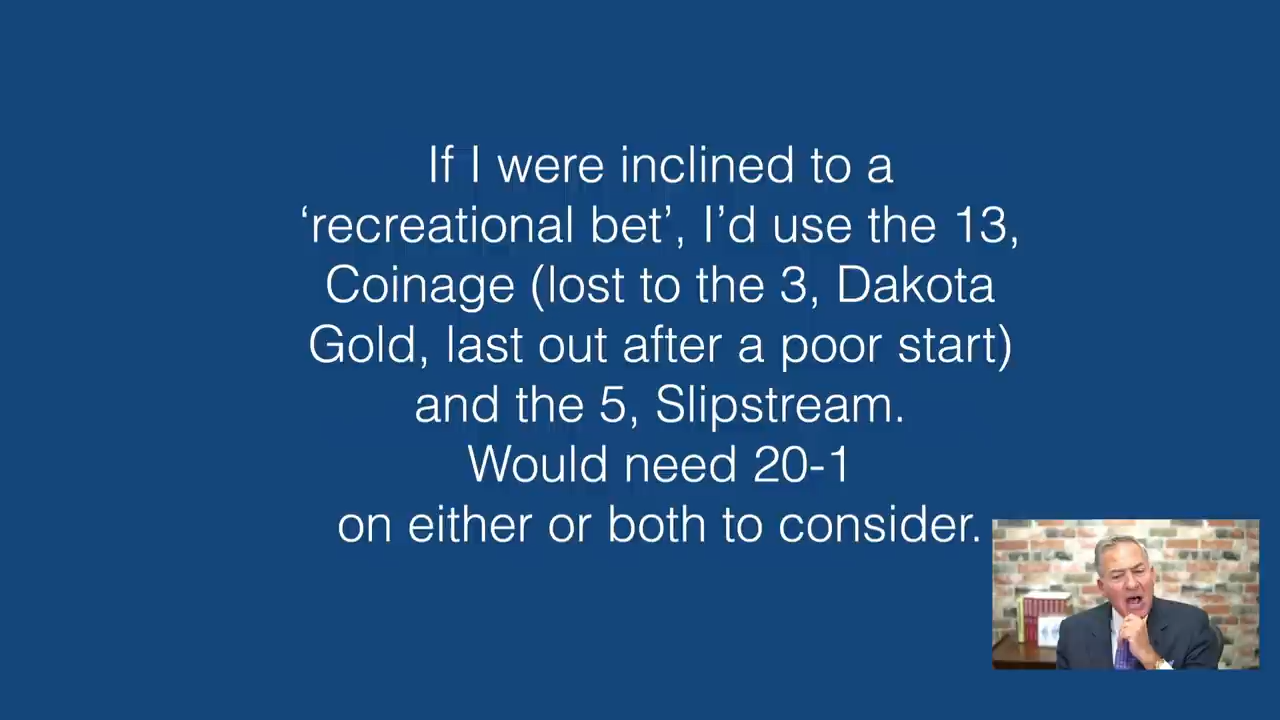 If I were inclined to a
‘recreational bet’, I’d use the 13,
Coinage (lost to the 3, Dakota
Gold, last out after a poor start)
and the 5, Slipstream.
Would need 20-1
on either or both to consider.